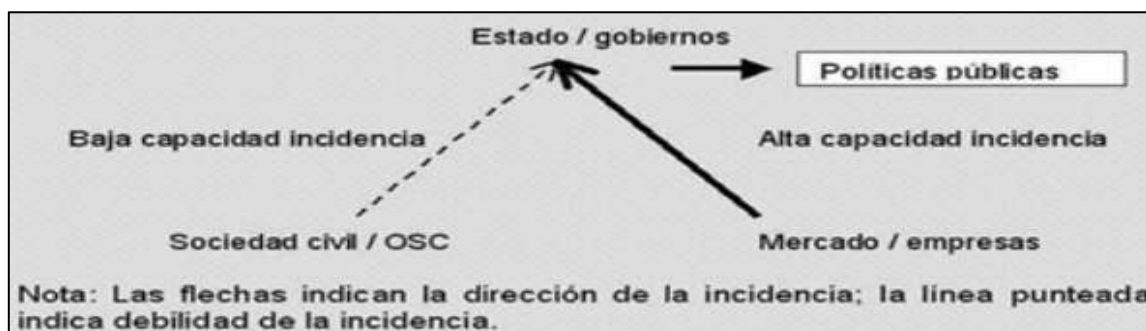 Estado / gobiernos
Políticas públicas
Baja capacidad incidencia
Alta capacidad incidencia
Sociedad civil / OSC
Mercado / empresas
Nota: Las flechas indican la dirección de la incidencia; la línea punteada
indica debilidad de la incidencia.